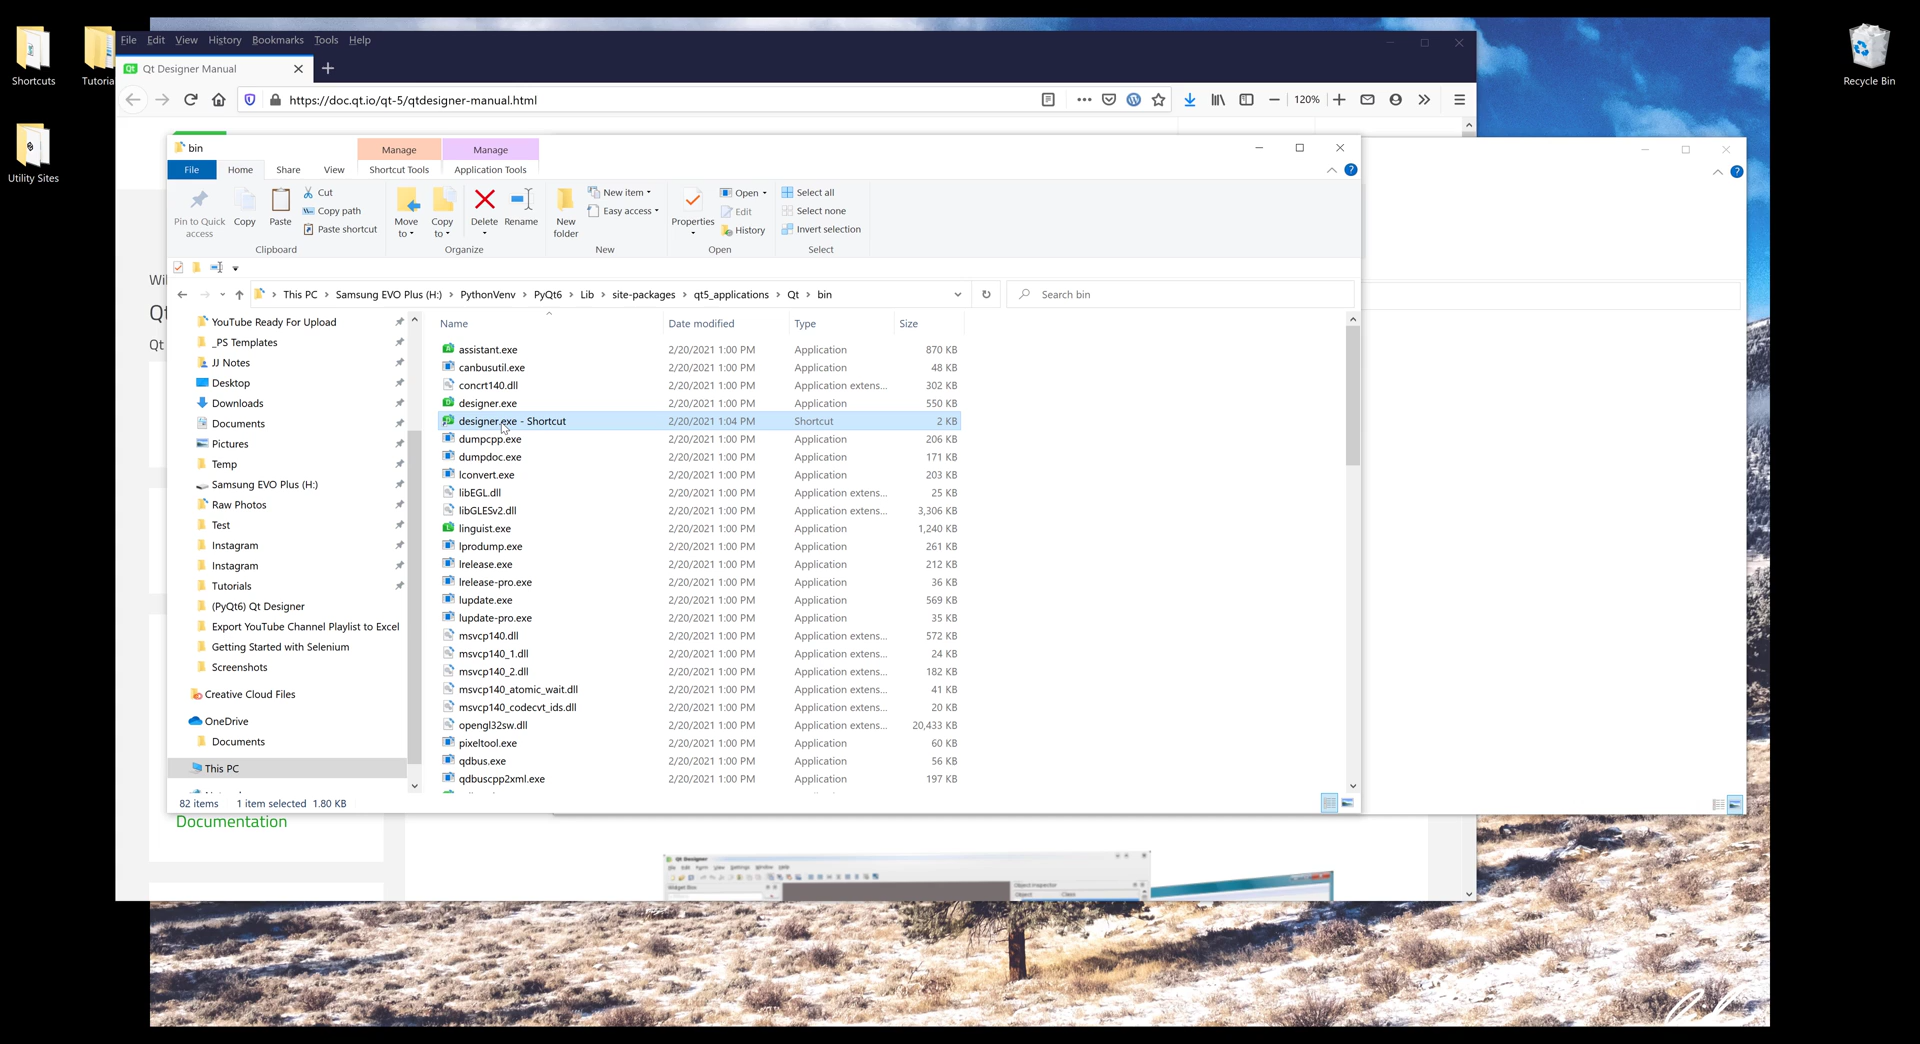 Shortcuts
Tutoria
Utility Sites
Recycle Bin
File Edit View History Bookmarks Tools Help
Qt Designer Manual
https://doc.qt.io/qt-5/qtdesigner-manual.html
120%
bin
Manage
Manage
File Home Share View Shortcut Tools Application Tools
Pin to Quick access
Copy
Paste
Cut
Copy path
Paste shortcut
Clipboard
Move to
Copy to
Delete
Rename
Organize
New folder
New item
Easy access
New
Properties
Open
Edit
History
Open
Select all
Select none
Invert selection
Select
This PC > Samsung EVO Plus (H:) > PythonVenv > PyQt6 > Lib > site-packages > qt5_applications > Qt > bin
Search bin
Wi
Qt
Qt
YouTube Ready For Upload
_PS Templates
JJ Notes
Desktop
Downloads
Documents
Pictures
Temp
Samsung EVO Plus (H:)
Raw Photos
Test
Instagram
Instagram
Tutorials
(PyQt6) Qt Designer
Export YouTube Channel Playlist to Excel
Getting Started with Selenium
Screenshots
Creative Cloud Files
OneDrive
Documents
This PC
Name Date modified Type Size
assistant.exe 2/20/2021 1:00 PM Application 870 KB
canbusutil.exe 2/20/2021 1:00 PM Application 48 KB
concrt140.dll 2/20/2021 1:00 PM Application extens... 302 KB
designer.exe 2/20/2021 1:00 PM Application 550 KB
designer.exe - Shortcut 2/20/2021 1:04 PM Shortcut 2 KB
dumpcpp.exe 2/20/2021 1:00 PM Application 206 KB
dumpdoc.exe 2/20/2021 1:00 PM Application 171 KB
lconvert.exe 2/20/2021 1:00 PM Application 203 KB
libEGL.dll 2/20/2021 1:00 PM Application extens... 25 KB
libGLESv2.dll 2/20/2021 1:00 PM Application extens... 3,306 KB
linguist.exe 2/20/2021 1:00 PM Application 1,240 KB
lprodump.exe 2/20/2021 1:00 PM Application 261 KB
lrelease.exe 2/20/2021 1:00 PM Application 212 KB
lrelease-pro.exe 2/20/2021 1:00 PM Application 36 KB
lupdate.exe 2/20/2021 1:00 PM Application 569 KB
lupdate-pro.exe 2/20/2021 1:00 PM Application 35 KB
msvcp140.dll 2/20/2021 1:00 PM Application extens... 572 KB
msvcp140_1.dll 2/20/2021 1:00 PM Application extens... 24 KB
msvcp140_2.dll 2/20/2021 1:00 PM Application extens... 182 KB
msvcp140_atomic_wait.dll 2/20/2021 1:00 PM Application extens... 41 KB
msvcp140_codecvt_ids.dll 2/20/2021 1:00 PM Application extens... 20 KB
opengl32sw.dll 2/20/2021 1:00 PM Application extens... 20,433 KB
pixeltool.exe 2/20/2021 1:00 PM Application 60 KB
qdbus.exe 2/20/2021 1:00 PM Application 56 KB
qdbuscpp2xml.exe 2/20/2021 1:00 PM Application 197 KB
82 items 1 item selected 1.80 KB
Documentation
Qt Designer
File Edit Form View Settings Window Help
Widget Box
Object Inspector
Object Class